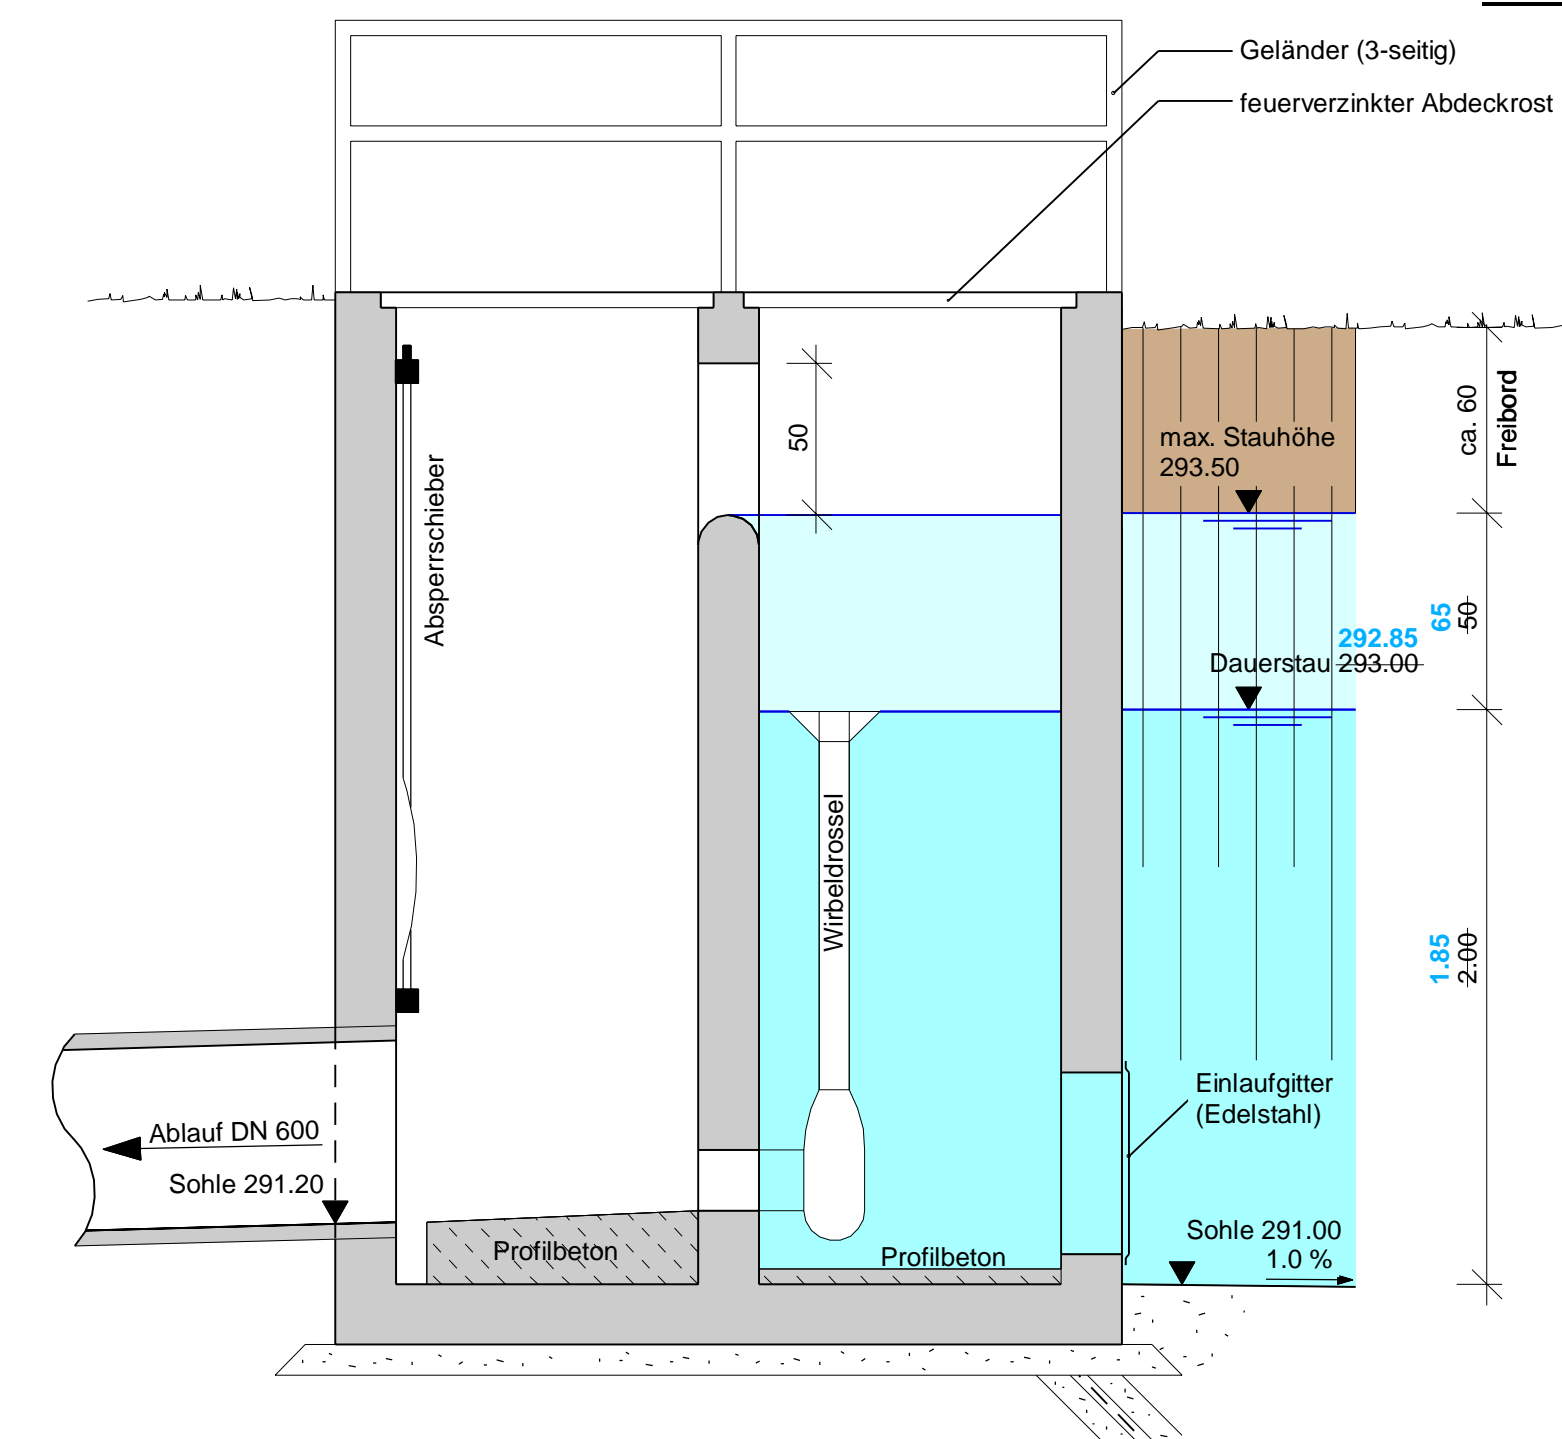 Geländer (3-seitig)
feuerverzinkter Abdeckrost
ca. 60
Freibord
max. Stauhöhe
293.50
50
Absperrschieber
65
50
292.85
Dauerstau 293.00
Wirbeldrossel
1.85
2.00
Einlaufgitter
(Edelstahl)
Ablauf DN 600
Sohle 291.20
Profilbeton
Profilbeton
Sohle 291.00
1.0 %